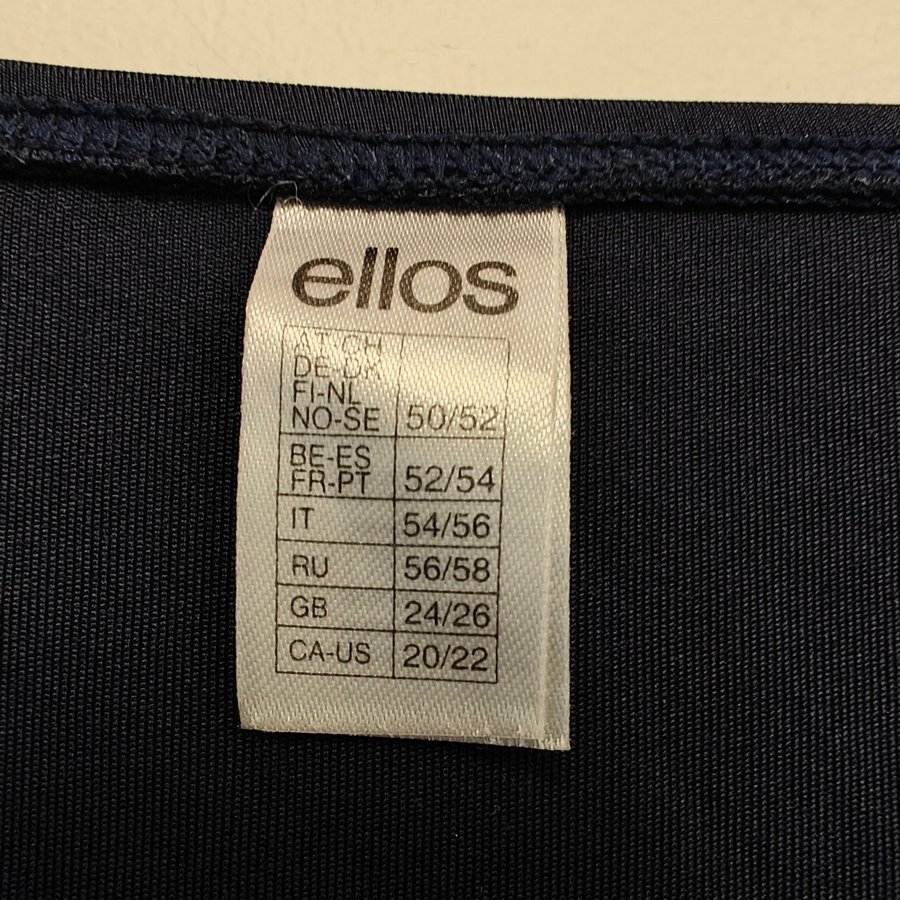 ellos
AT-CH
DE-DK
FI-NL
NO-SE 50/52
BE-ES
FR-PT 52/54
IT 54/56
RU 56/58
GB 24/26
CA-US 20/22